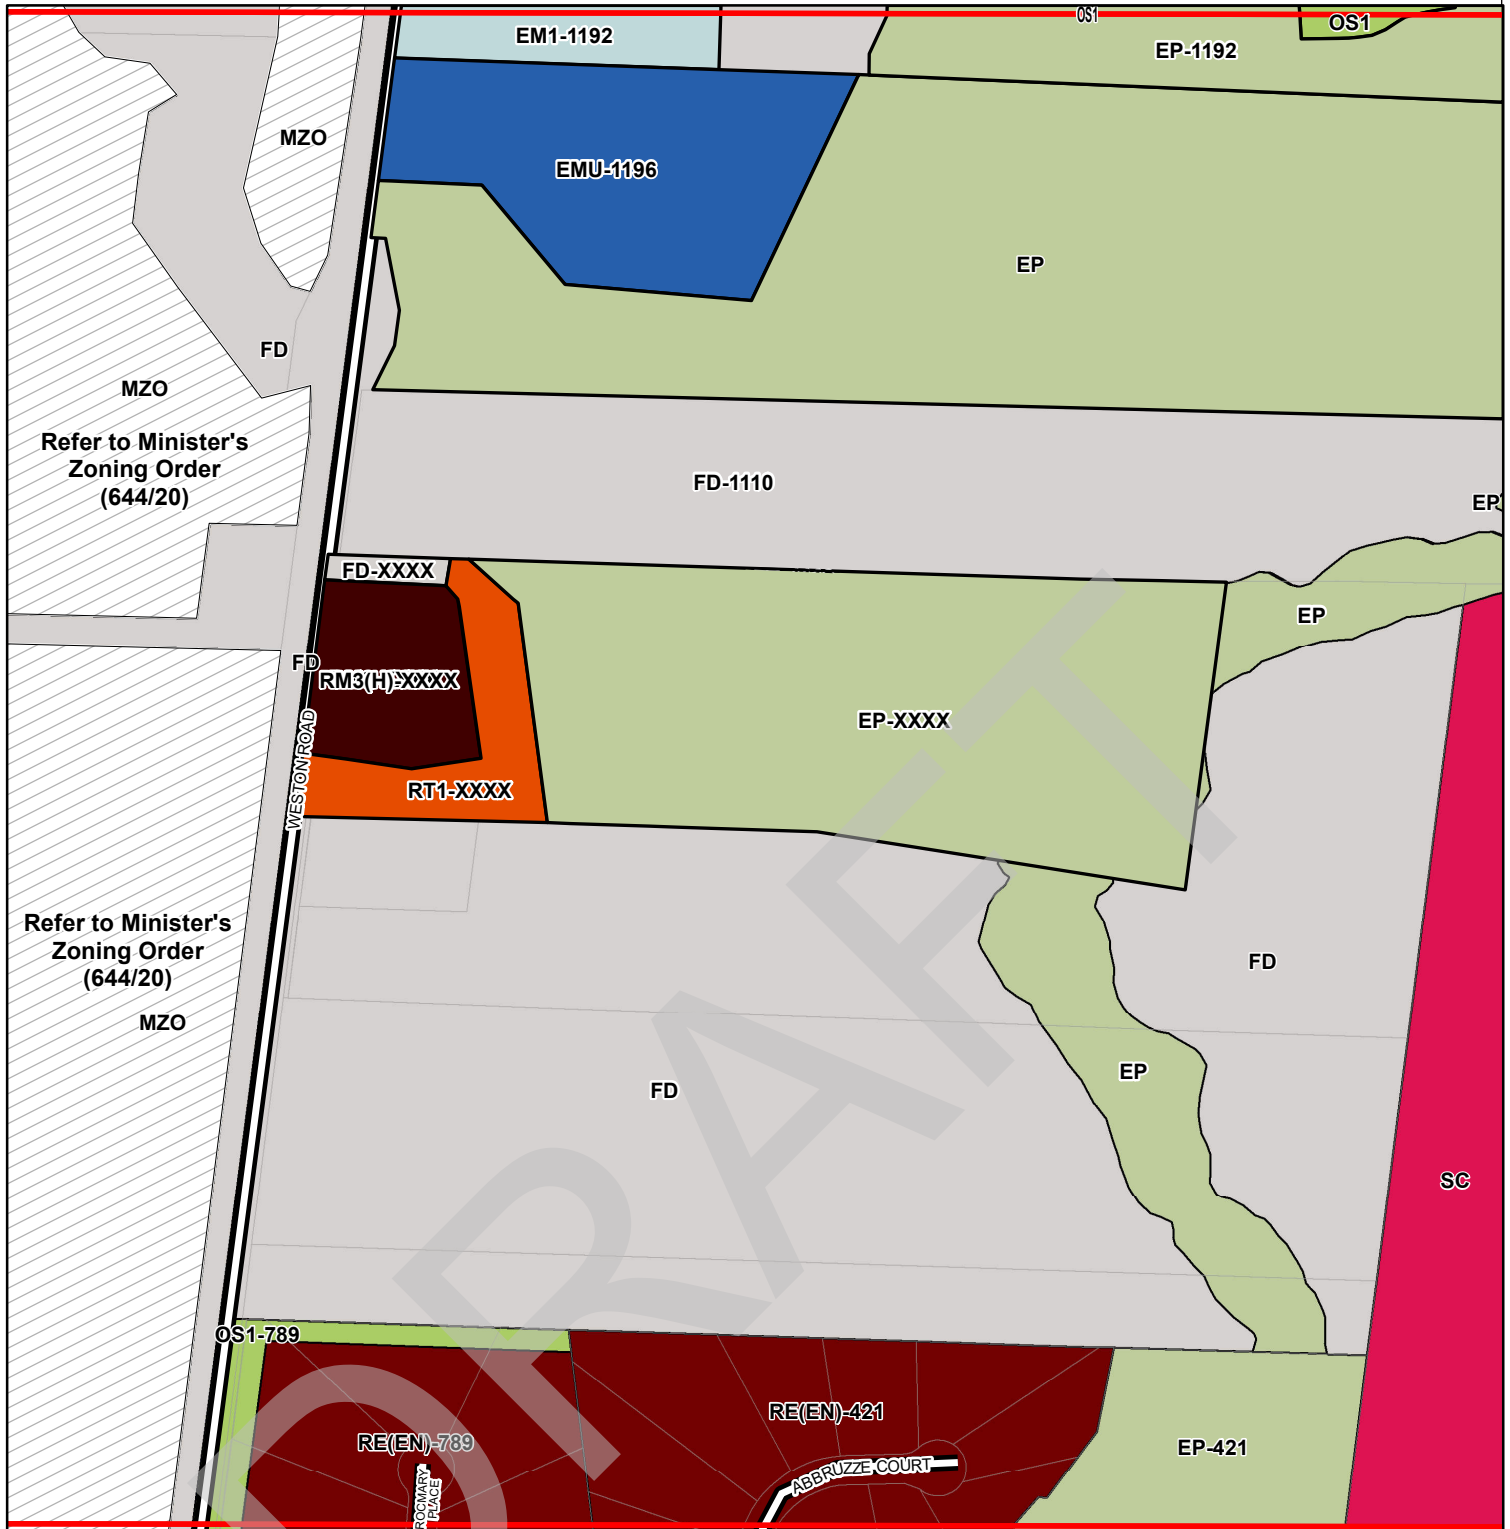 OS1
OS1
EM1-1192
EP-1192
MZO
EMU-1196
EP
FD
MZO
Refer to Minister's
Zoning Order
(644/20)
FD-1110
EP
FD-XXXX
EP
FD
RM3(H)-XXXX
EP-XXXX
WESTON ROAD
RT1-XXXX
Refer to Minister's
Zoning Order
(644/20)
MZO
FD
EP
FD
SC
OS1-789
RE(EN)-421
RE(EN)-789
EP-421
ABBRUZZE COURT
ROCMARY
PLACE
DRAFT